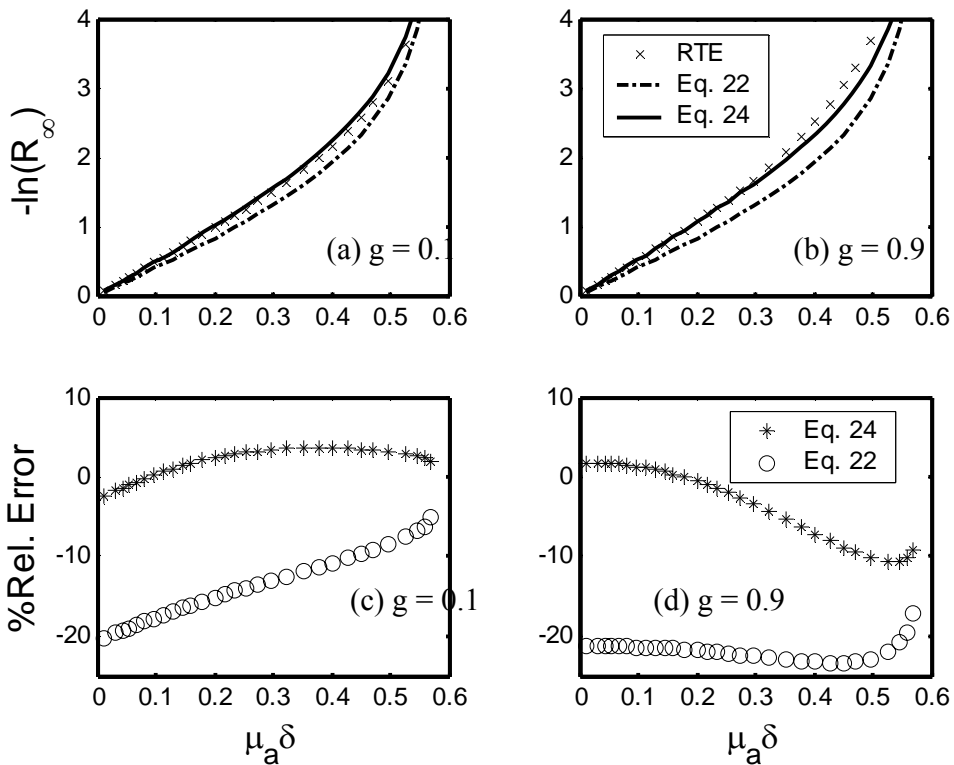 -ln(R∞)
4
3
2
1
0
(a) g = 0.1
0 0.1 0.2 0.3 0.4 0.5 0.6
4
3
2
1
0
RTE
Eq. 22
Eq. 24
(b) g = 0.9
0 0.1 0.2 0.3 0.4 0.5 0.6
%Rel. Error
10
0
-10
-20
(c) g = 0.1
0 0.1 0.2 0.3 0.4 0.5 0.6
μaδ
10
0
-10
-20
Eq. 24
Eq. 22
(d) g = 0.9
0 0.1 0.2 0.3 0.4 0.5 0.6
μaδ